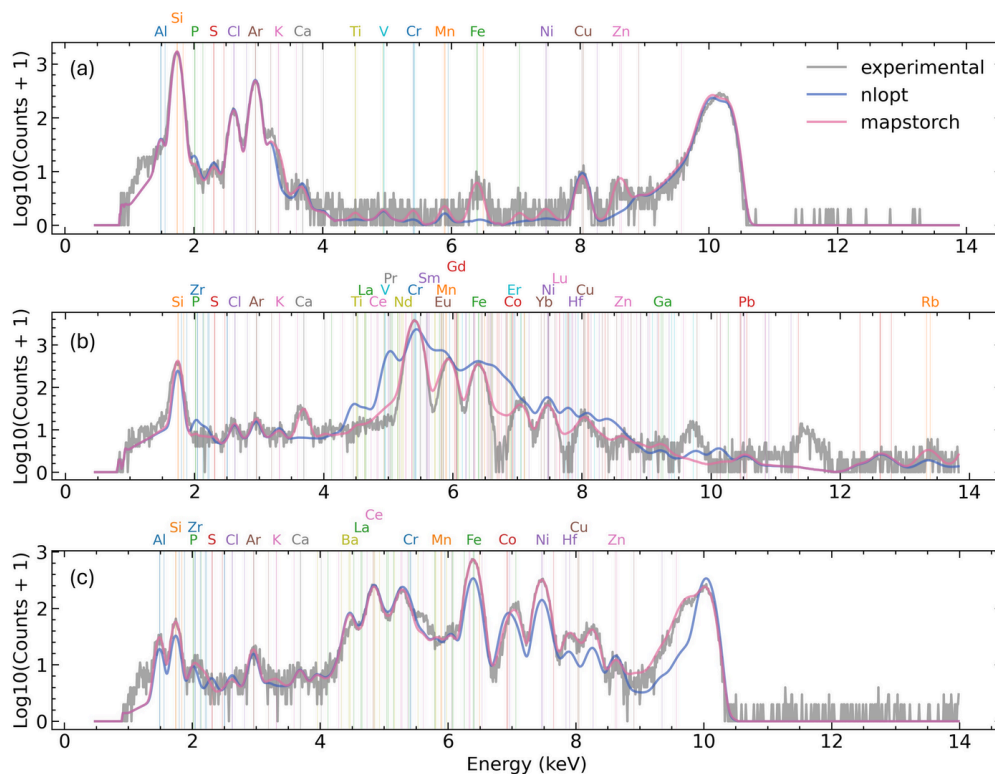 Si
Al P S Cl Ar K Ca Ti V Cr Mn Fe Ni Cu Zn
(a)
experimental
nlopt
mapstorch
Log10(Counts + 1)
3
2
1
0
0 2 4 6 8 10 12 14
Gd
Pr Sm Lu
Zr La V Cr Mn Er Ni Cu
Si P S Cl Ar K Ca Ti Ce Nd Eu Fe Co Yb Hf Zn Ga Pb Rb
(b)
Log10(Counts + 1)
3
2
1
0
0 2 4 6 8 10 12 14
Ce
Si Zr La Cu
Al P S Cl Ar K Ca Ba Cr Mn Fe Co Ni Hf Zn
(c)
Log10(Counts + 1)
3
2
1
0
0 2 4 6 8 10 12 14
Energy (keV)